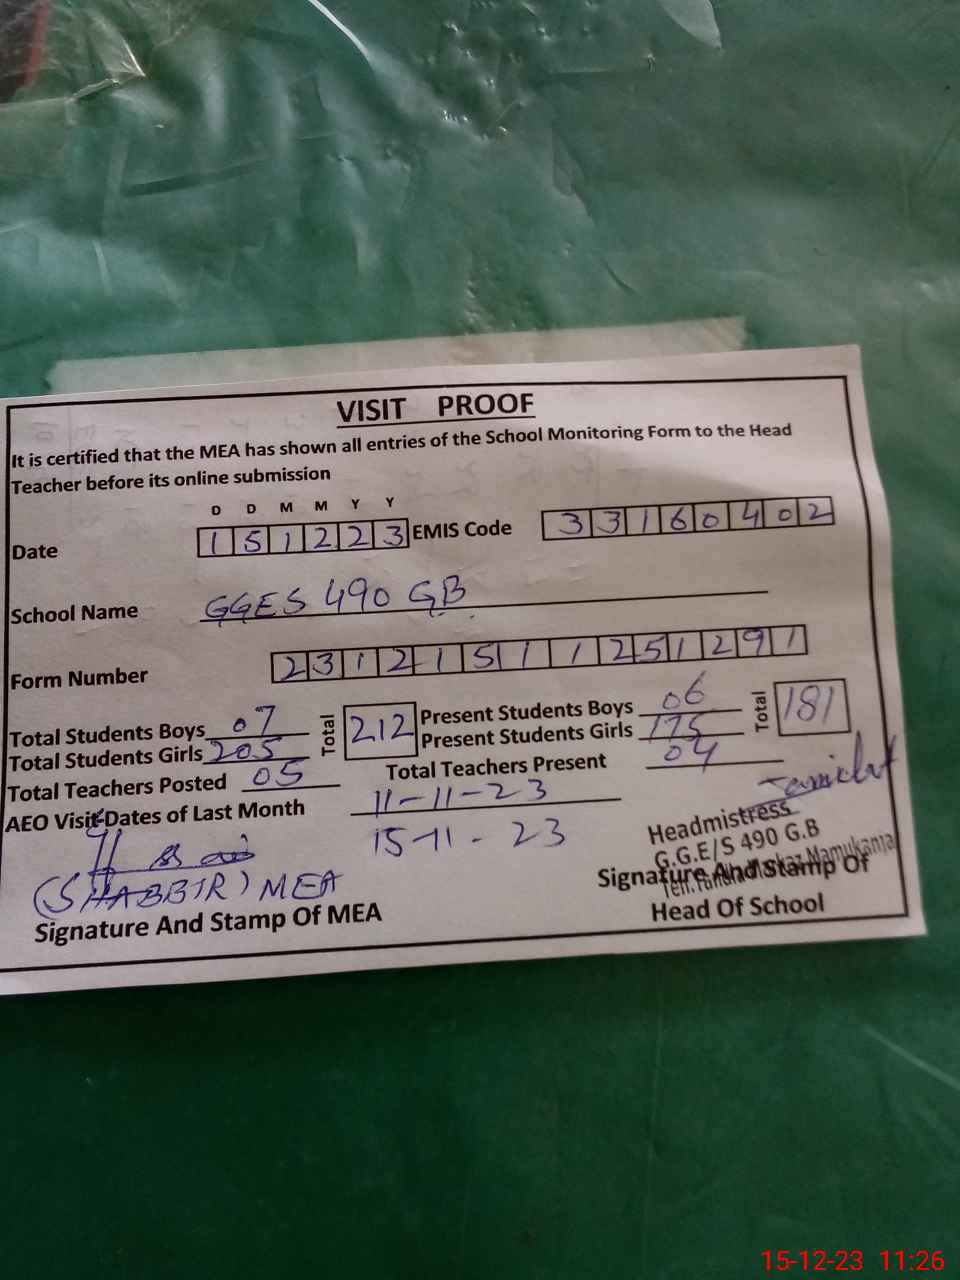 VISIT PROOF
It is certified that the MEA has shown all entries of the School Monitoring Form to the Head
Teacher before its online submission
D D M M Y Y
Date 1 5 1 2 2 3 EMIS Code 3 3 1 6 0 4 0 2
School Name GGES 490 GB
Form Number 2 3 1 2 1 5 1 1 2 5 1 2 9 1
Total Students Boys 07 Total 212 Present Students Boys 06 Total 181
Total Students Girls 205 Present Students Girls 175
Total Teachers Posted 05 Total Teachers Present 04
AEO Visit Dates of Last Month 11-11-23
15-11-23
Headmistress
G.G.E/S 490 G.B
(SHABBIR) MEA
Signature And Stamp Of MEA
Signature And Stamp Of
Head Of School
15-12-23 11:26